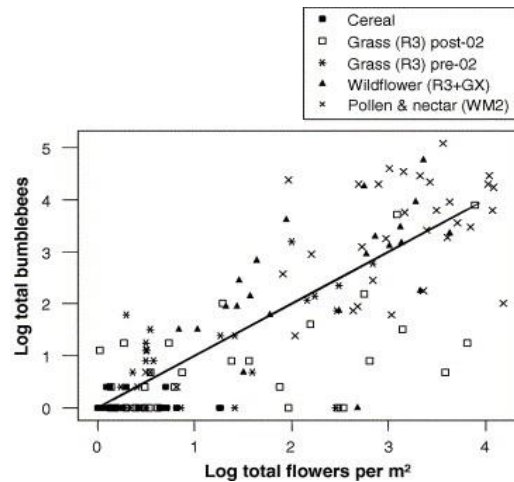 Cereal
Grass (R3) post-02
Grass (R3) pre-02
Wildflower (R3+GX)
Pollen & nectar (WM2)
Log total bumblebees
5
4
3
2
1
0
0 1 2 3 4
Log total flowers per m²